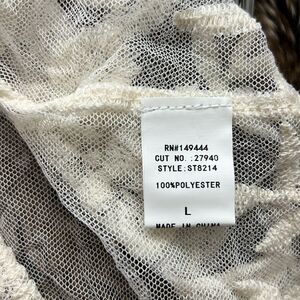 RN#149444
CUT NO. :27940
STYLE:ST8214
100%POLYESTER
L
MADE IN CHINA